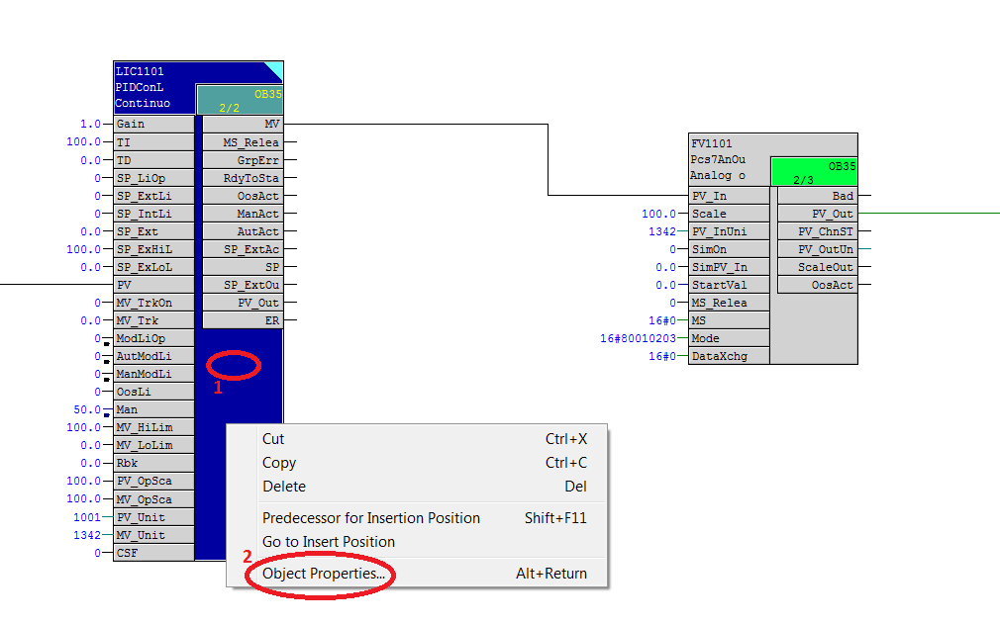 LIC1101
PIDConL
Continuo
OB35
2/2
1.0 Gain
100.0 TI
0.0 TD
0 SP_LiOp
0 SP_ExtLi
0 SP_IntLi
0.0 SP_Ext
100.0 SP_ExHiL
0.0 SP_ExLoL
PV
0 MV_TrkOn
0.0 MV_Trk
0 ModLiOp
0 AutModLi
0 ManModLi
0 OosLi
50.0 Man
100.0 MV_HiLim
0.0 MV_LoLim
0.0 Rbk
100.0 PV_OpSca
100.0 MV_OpSca
1001 PV_Unit
1342 MV_Unit
0 CSF
MV
MS_Relea
GrpErr
RdyToSta
OosAct
ManAct
AutAct
SP_ExtAc
SP
SP_ExtOu
PV_Out
ER
1
Cut Ctrl+X
Copy Ctrl+C
Delete Del
Predecessor for Insertion Position Shift+F11
Go to Insert Position
2
Object Properties... Alt+Return
FV1101
Pcs7AnOu
Analog o
OB35
2/3
PV_In
100.0 Scale
1342 PV_InUni
0 SimOn
0.0 SimPV_In
0.0 StartVal
0 MS_Relea
16#0 MS
16#80010203 Mode
16#0 DataXchg
Bad
PV_Out
PV_ChnST
PV_OutUn
ScaleOut
OosAct